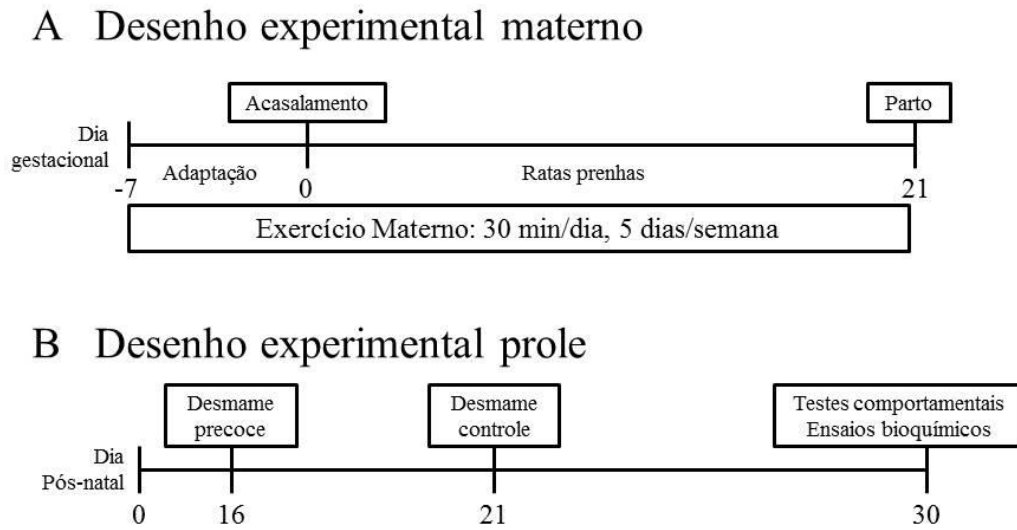 A Desenho experimental materno
Acasalamento
Parto
Dia
gestacional
Adaptação
Ratas prenhas
-7
0
21
Exercício Materno: 30 min/dia, 5 dias/semana
B Desenho experimental prole
Desmame
precoce
Desmame
controle
Testes comportamentais
Ensaios bioquímicos
Dia
Pós-natal
0
16
21
30